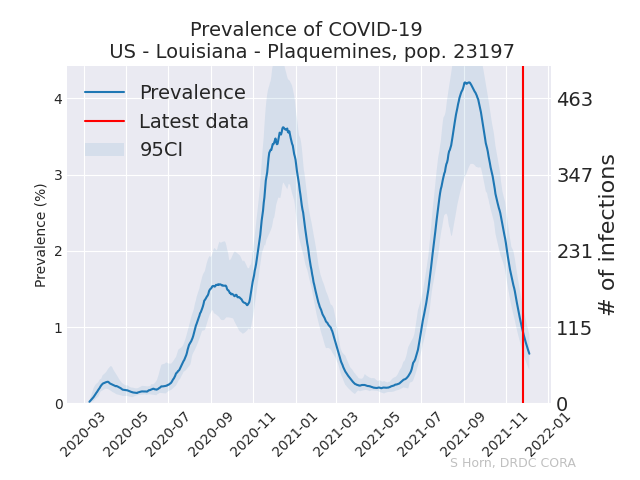 Prevalence of COVID-19
US - Louisiana - Plaquemines, pop. 23197
Prevalence
Latest data
95CI
Prevalence (%)
4
3
2
1
0
463
347
231
115
0
# of infections
2020-03
2020-05
2020-07
2020-09
2020-11
2021-01
2021-03
2021-05
2021-07
2021-09
2021-11
2022-01
S Horn, DRDC CORA